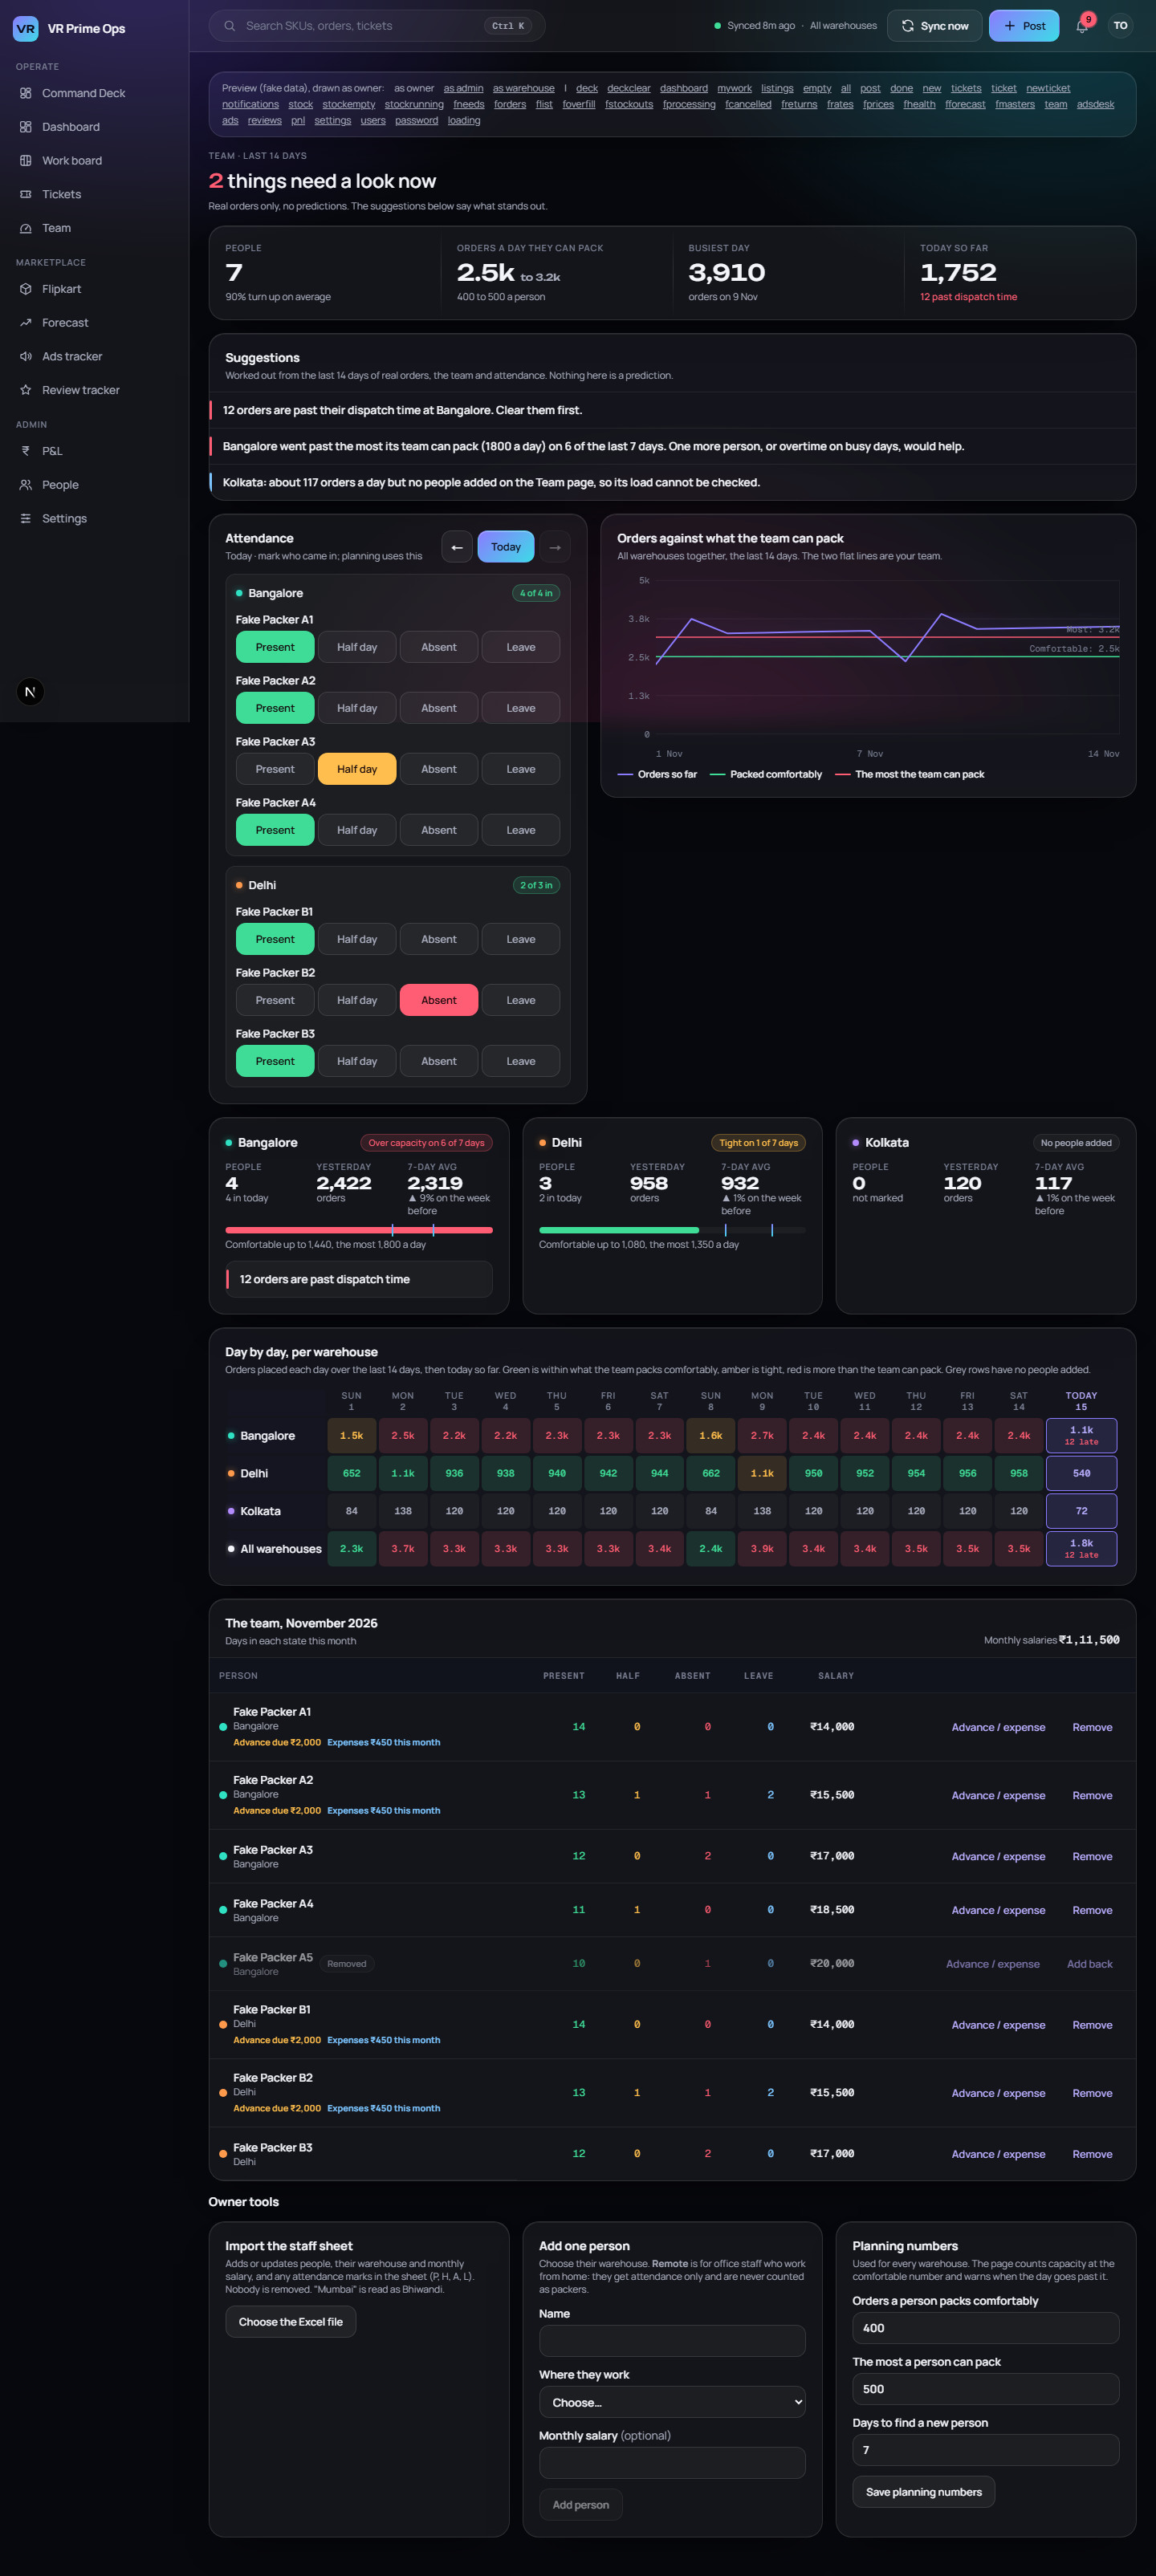 VR VR Prime Ops
Search SKUs, orders, tickets Ctrl K
Synced 8m ago · All warehouses
Sync now
Post
9
TO
OPERATE
Command Deck
Dashboard
Work board
Tickets
Team
MARKETPLACE
Flipkart
Forecast
Ads tracker
Review tracker
ADMIN
₹ P&L
People
Settings
N
Preview (fake data), drawn as owner: as owner as admin as warehouse | deck deckclear dashboard mywork listings empty all post done new tickets ticket newticket
notifications stock stockempty stockrunning fneeds forders flist foverfill fstockouts fprocessing fcancelled freturns frates fprices fhealth fforecast fmasters team adsdesk
ads reviews pnl settings users password loading
TEAM · LAST 14 DAYS
2 things need a look now
Real orders only, no predictions. The suggestions below say what stands out.
PEOPLE
7
90% turn up on average
ORDERS A DAY THEY CAN PACK
2.5k to 3.2k
400 to 500 a person
BUSIEST DAY
3,910
orders on 9 Nov
TODAY SO FAR
1,752
12 past dispatch time
Suggestions
Worked out from the last 14 days of real orders, the team and attendance. Nothing here is a prediction.
12 orders are past their dispatch time at Bangalore. Clear them first.
Bangalore went past the most its team can pack (1800 a day) on 6 of the last 7 days. One more person, or overtime on busy days, would help.
Kolkata: about 117 orders a day but no people added on the Team page, so its load cannot be checked.
Attendance
Today · mark who came in; planning uses this
← Today →
Bangalore 4 of 4 in
Fake Packer A1
Present Half day Absent Leave
Fake Packer A2
Present Half day Absent Leave
Fake Packer A3
Present Half day Absent Leave
Fake Packer A4
Present Half day Absent Leave
Delhi 2 of 3 in
Fake Packer B1
Present Half day Absent Leave
Fake Packer B2
Present Half day Absent Leave
Fake Packer B3
Present Half day Absent Leave
Orders against what the team can pack
All warehouses together, the last 14 days. The two flat lines are your team.
5k
3.8k
Most: 3.2k
Comfortable: 2.5k
2.5k
1.3k
0
1 Nov 7 Nov 14 Nov
Orders so far Packed comfortably The most the team can pack
Bangalore Over capacity on 6 of 7 days
PEOPLE YESTERDAY 7-DAY AVG
4 2,422 2,319
4 in today orders ▲ 9% on the week
before
Comfortable up to 1,440, the most 1,800 a day
12 orders are past dispatch time
Delhi Tight on 1 of 7 days
PEOPLE YESTERDAY 7-DAY AVG
3 958 932
2 in today orders ▲ 1% on the week
before
Comfortable up to 1,080, the most 1,350 a day
Kolkata No people added
PEOPLE YESTERDAY 7-DAY AVG
0 120 117
not marked orders ▲ 1% on the week
before
Day by day, per warehouse
Orders placed each day over the last 14 days, then today so far. Green is within what the team packs comfortably, amber is tight, red is more than the team can pack. Grey rows have no people added.
SUN MON TUE WED THU FRI SAT SUN MON TUE WED THU FRI SAT TODAY
1 2 3 4 5 6 7 8 9 10 11 12 13 14 15
Bangalore 1.5k 2.5k 2.2k 2.2k 2.3k 2.3k 2.3k 1.6k 2.7k 2.4k 2.4k 2.4k 2.4k 2.4k 1.1k
12 late
Delhi 652 1.1k 936 938 940 942 944 662 1.1k 950 952 954 956 958 540
Kolkata 84 138 120 120 120 120 120 84 138 120 120 120 120 120 72
All warehouses 2.3k 3.7k 3.3k 3.3k 3.3k 3.3k 3.4k 2.4k 3.9k 3.4k 3.4k 3.5k 3.5k 3.5k 1.8k
12 late
The team, November 2026
Days in each state this month
Monthly salaries ₹1,11,500
PERSON PRESENT HALF ABSENT LEAVE SALARY
Fake Packer A1
Bangalore
Advance due ₹2,000 Expenses ₹450 this month
14 0 0 0 ₹14,000 Advance / expense Remove
Fake Packer A2
Bangalore
Advance due ₹2,000 Expenses ₹450 this month
13 1 1 2 ₹15,500 Advance / expense Remove
Fake Packer A3
Bangalore
12 0 2 0 ₹17,000 Advance / expense Remove
Fake Packer A4
Bangalore
11 1 0 0 ₹18,500 Advance / expense Remove
Fake Packer A5 Removed
Bangalore
10 0 1 0 ₹20,000 Advance / expense Add back
Fake Packer B1
Delhi
Advance due ₹2,000 Expenses ₹450 this month
14 0 0 0 ₹14,000 Advance / expense Remove
Fake Packer B2
Delhi
Advance due ₹2,000 Expenses ₹450 this month
13 1 1 2 ₹15,500 Advance / expense Remove
Fake Packer B3
Delhi
12 0 2 0 ₹17,000 Advance / expense Remove
Owner tools
Import the staff sheet
Adds or updates people, their warehouse and monthly
salary, and any attendance marks in the sheet (P, H, A, L).
Nobody is removed. "Mumbai" is read as Bhiwandi.
Choose the Excel file
Add one person
Choose their warehouse. Remote is for office staff who work
from home: they get attendance only and are never counted
as packers.
Name
Where they work
Choose...
Monthly salary (optional)
Add person
Planning numbers
Used for every warehouse. The page counts capacity at the
comfortable number and warns when the day goes past it.
Orders a person packs comfortably
400
The most a person can pack
500
Days to find a new person
7
Save planning numbers